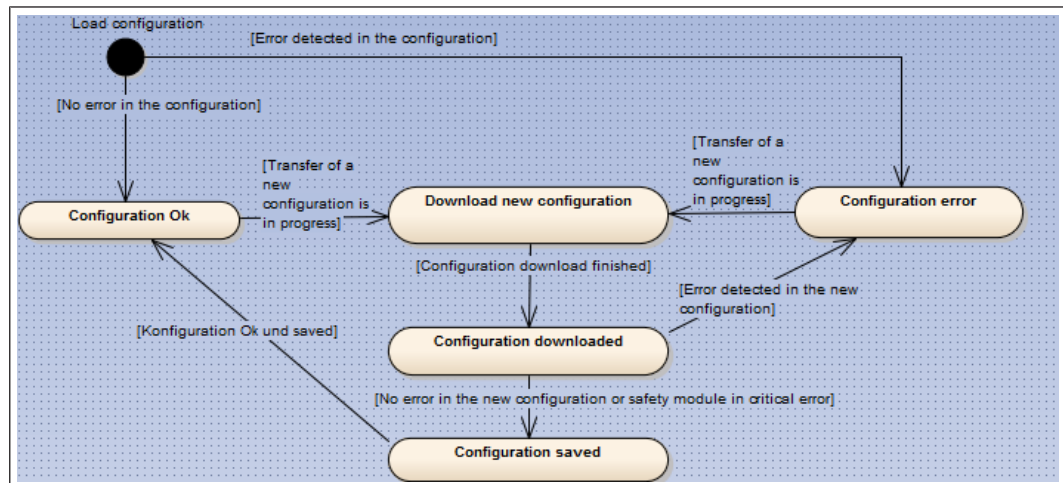 Load configuration
[Error detected in the configuration]
[No error in the configuration]
[Transfer of a
new
configuration is
in progress]
[Transfer of a
new
configuration is
in progress]
Configuration Ok
Download new configuration
Configuration error
[Configuration download finished]
[Error detected in the new
configuration]
[Konfiguration Ok und saved]
Configuration downloaded
[No error in the new configuration or safety module in critical error]
Configuration saved